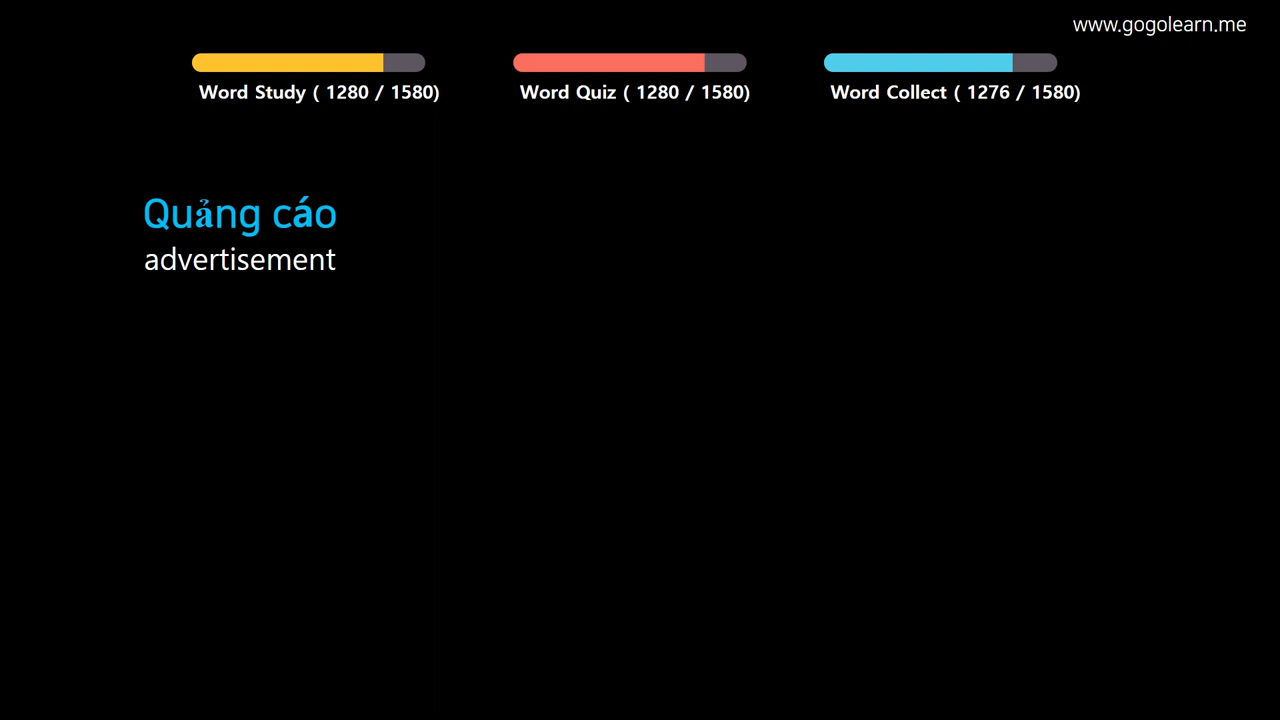 www.gogolearn.me
Word Study ( 1280 / 1580)
Word Quiz ( 1280 / 1580)
Word Collect ( 1276 / 1580)
Quảng cáo
advertisement